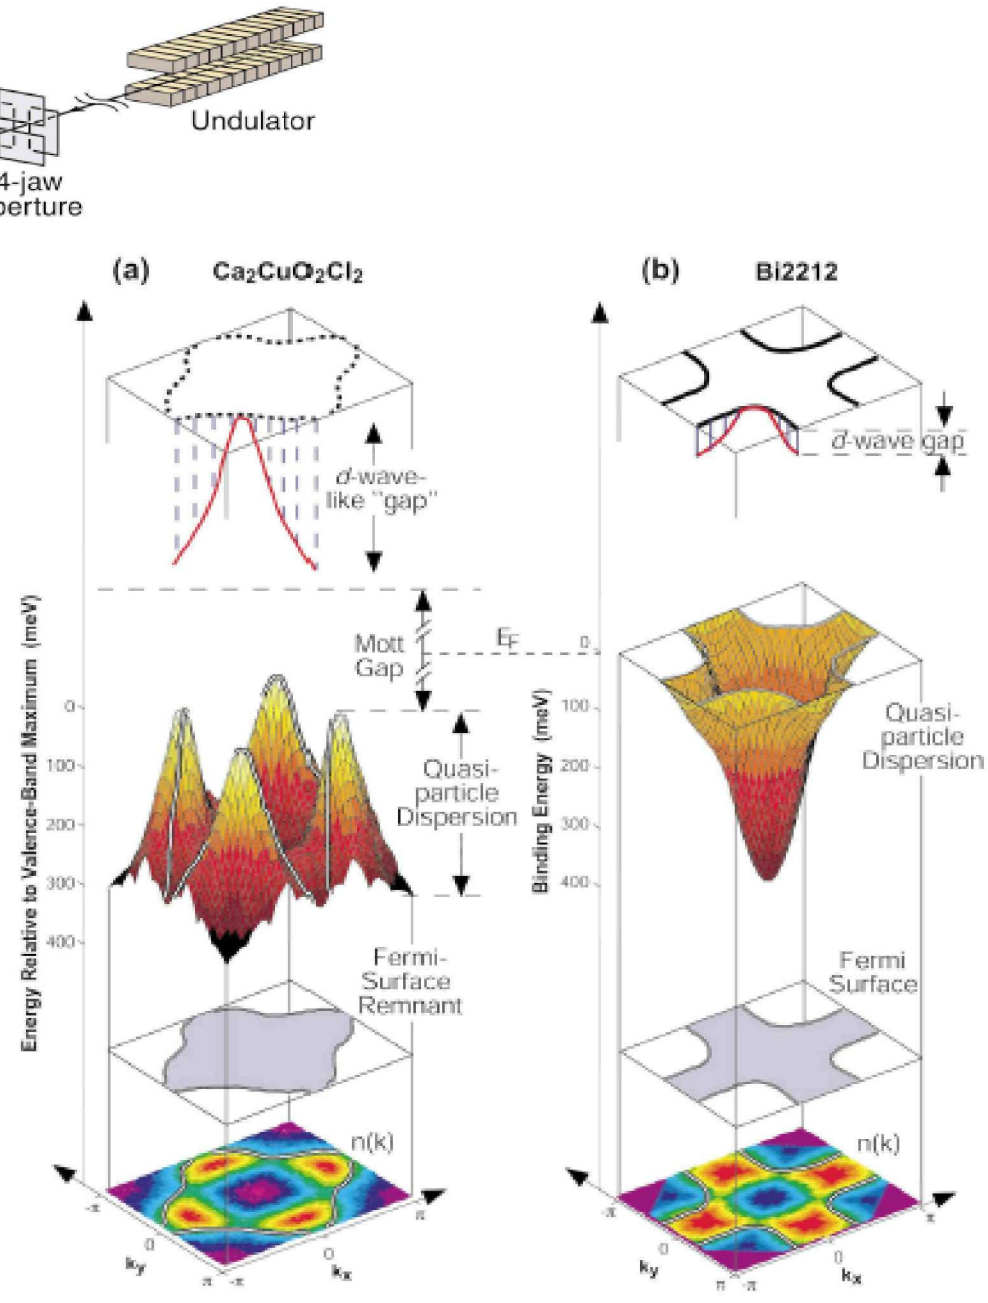 Undulator
4-jaw
perture
(a) Ca2CuO2Cl2
(b) Bi2212
d-wave-
like "gap"
d-wave gap
Mott
Gap
EF
Energy Relative to Valence-Band Maximum (meV)
0
100
200
300
400
Quasi-
particle
Dispersion
Binding Energy (meV)
0
100
200
300
400
Quasi-
particle
Dispersion
Fermi-
Surface
Remnant
Fermi
Surface
n(k)
-π
0
π
ky
-π
0
π
kx
n(k)
-π
0
π
ky
-π
0
π
kx